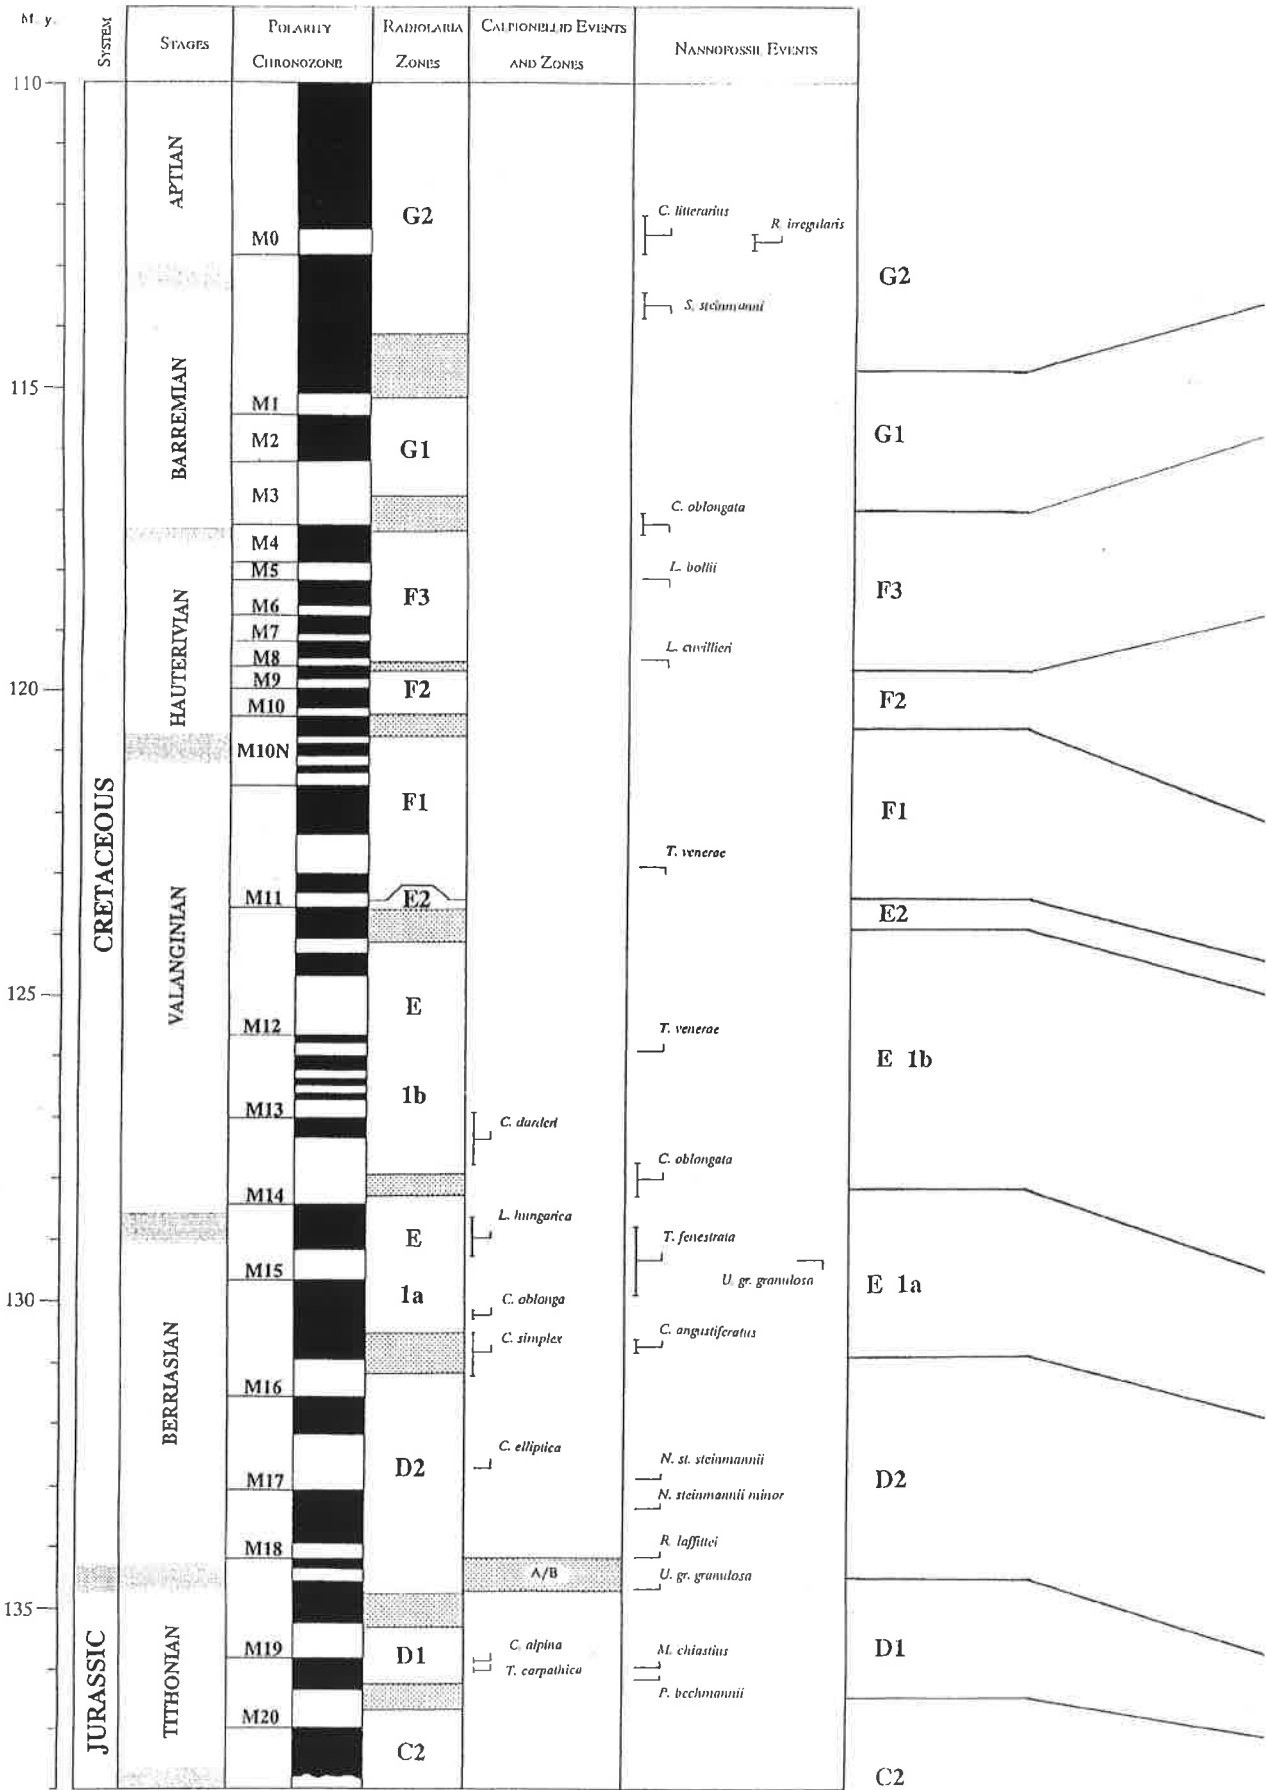 M. y.
SYSTEM
STAGES
POLARITY
CHRONOZONE
RADIOLARIA
ZONES
CALPIONELLID EVENTS
AND ZONES
NANNOFOSSIL EVENTS
110
115
120
125
130
135
CRETACEOUS
JURASSIC
APTIAN
BARREMIAN
HAUTERIVIAN
VALANGINIAN
BERRIASIAN
TITHONIAN
M0
M1
M2
M3
M4
M5
M6
M7
M8
M9
M10
M10N
M11
M12
M13
M14
M15
M16
M17
M18
M19
M20
G2
G1
F3
F2
F1
E2
E
1b
E
1a
D2
D1
C2
C. darderi
L. hungarica
C. oblonga
C. simplex
C. elliptica
A/B
C. alpina
T. carpathica
C. litterarius
R. irregularis
S. steinmanni
C. oblongata
L. bollii
L. cuvillieri
T. venerae
T. venerae
C. oblongata
T. fenestrata
U. gr. granulosa
C. angustiferatus
N. st. steinmannii
N. steinmannii minor
R. laffittei
U. gr. granulosa
M. chiastius
P. beckmannii
G2
G1
F3
F2
F1
E2
E 1b
E 1a
D2
D1
C2